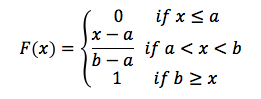 0 if x ≤ a
F(x) = { x − a / b − a if a < x < b
1 if b ≥ x